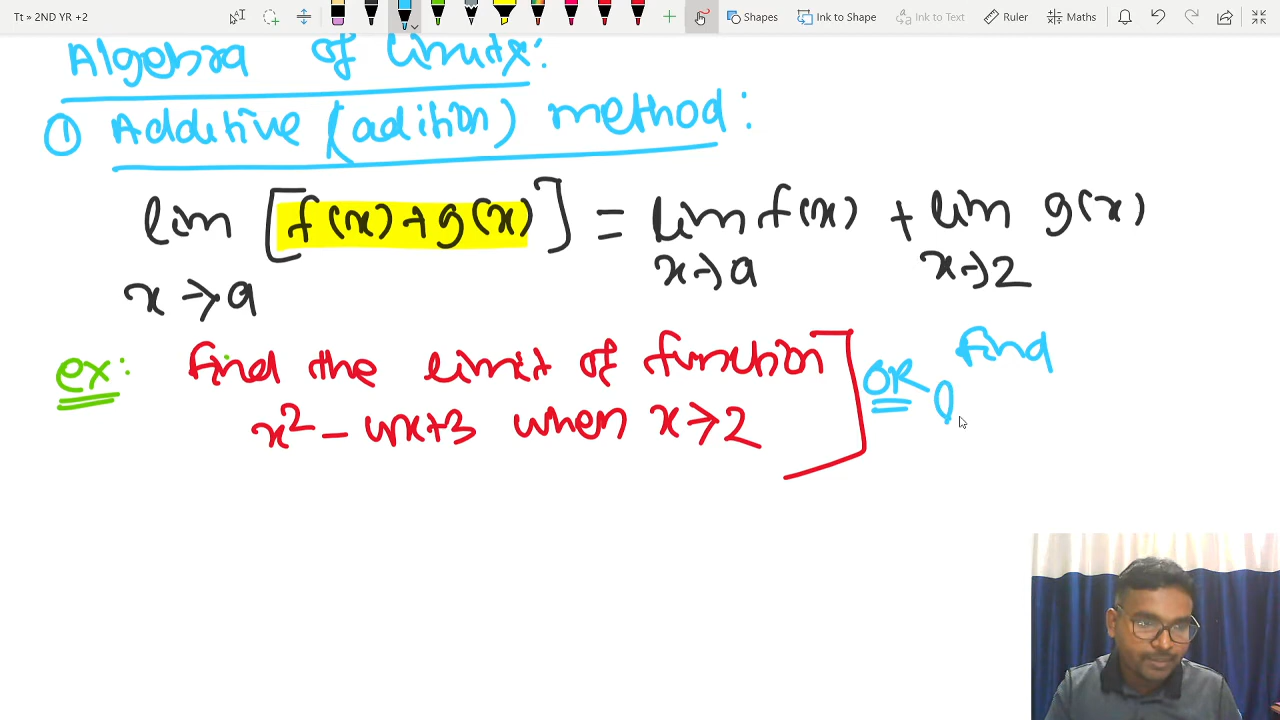 Tt » 2ND YR +2
Shapes
Ink to Shape
Ink to Text
Ruler
Maths
Algebra of limits:
① Additive (adition) method:
lim [f(x)+g(x)] = lim f(x) + lim g(x)
x→a x→a x→2
ex: find the limit of function
OR find
x² - 4x+3 when x→2